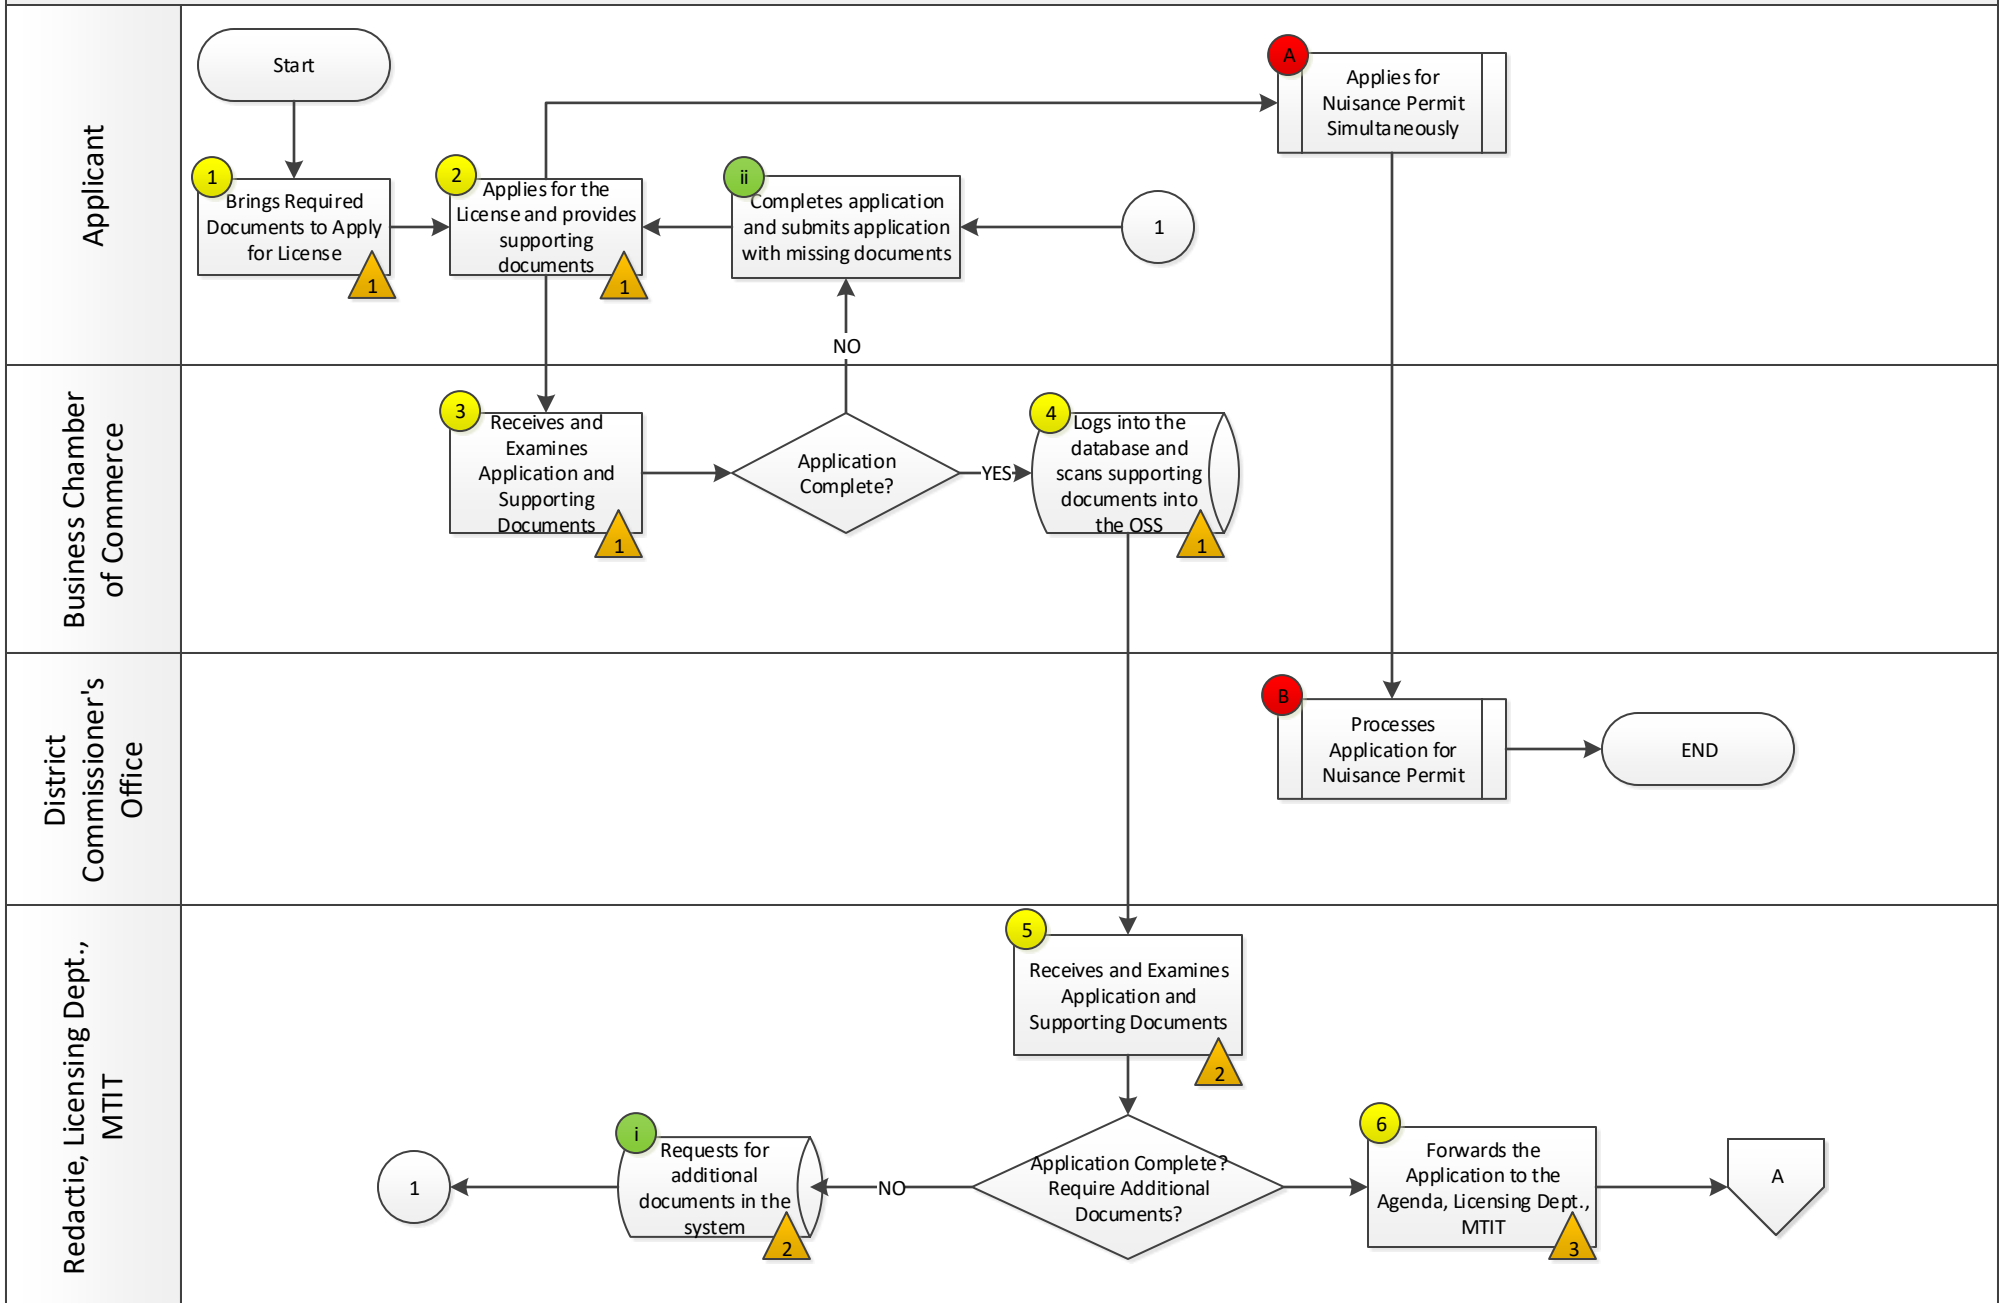 Applicant
Start
1
Brings Required
Documents to Apply
for License
1
2
Applies for the
License and provides
supporting
documents
1
ii
Completes application
and submits application
with missing documents
1
A
Applies for
Nuisance Permit
Simultaneously
NO
Business Chamber
of Commerce
3
Receives and
Examines
Application and
Supporting
Documents
1
Application
Complete?
YES
4
Logs into the
database and
scans supporting
documents into
the OSS
1
District
Commissioner's
Office
B
Processes
Application for
Nuisance Permit
END
Redactie, Licensing Dept.,
MTIT
5
Receives and Examines
Application and
Supporting Documents
2
1
i
Requests for
additional
documents in the
system
2
NO
Application Complete?
Require Additional
Documents?
6
Forwards the
Application to the
Agenda, Licensing Dept.,
MTIT
3
A